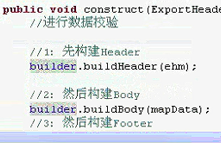 public void construct(ExportHeade
//进行数据校验
//1: 先构建Header
builder.buildHeader(ehm);
//2: 然后构建Body
builder.buildBody(mapData);
//3: 然后构建Footer